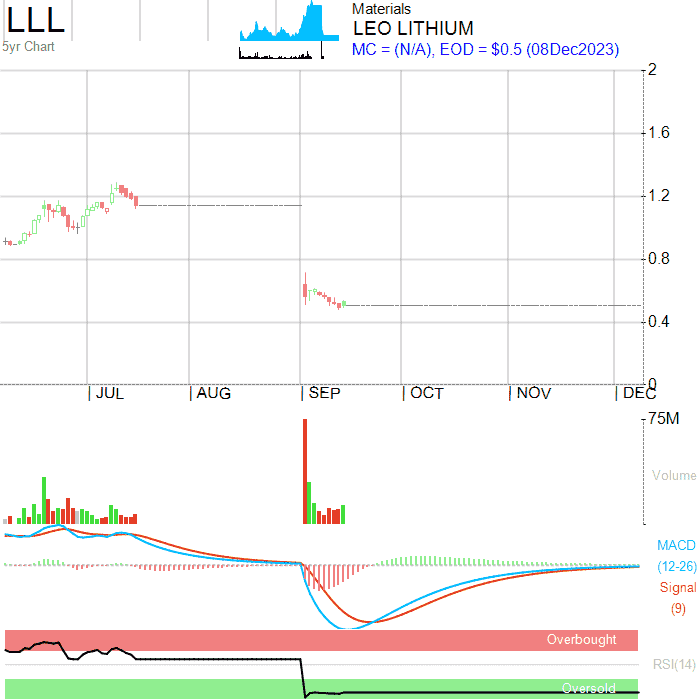 LLL
5yr Chart
Materials
LEO LITHIUM
MC = (N/A), EOD = $0.5 (08Dec2023)
2
1.6
1.2
0.8
0.4
0
JUL AUG SEP OCT NOV DEC
75M
Volume
MACD
(12-26)
Signal
(9)
Overbought
RSI(14)
Oversold